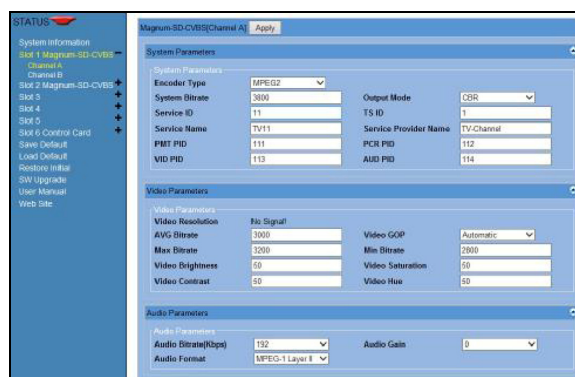 STATUS
System Information
Slot 1 Magnum-SD-CVBS
Channel A
Channel B
Slot 2 Magnum-SD-CVBS
Slot 3
Slot 4
Slot 5
Slot 6 Control Card
Save Default
Load Default
Restore Initial
SW Upgrade
User Manual
Web Site
Magnum-SD-CVBS[Channel A] Apply
System Parameters
System Parameters
Encoder Type MPEG2
System Bitrate 3800 Output Mode CBR
Service ID 11 TS ID 1
Service Name TV11 Service Provider Name TV-Channel
PMT PID 111 PCR PID 112
VID PID 113 AUD PID 114
Video Parameters
Video Parameters
Video Resolution No Signal!
AVG Bitrate 3000 Video GOP Automatic
Max Bitrate 3200 Min Bitrate 2800
Video Brightness 50 Video Saturation 50
Video Contrast 50 Video Hue 50
Audio Parameters
Audio Parameters
Audio Bitrate(Kbps) 192 Audio Gain 0
Audio Format MPEG-1 Layer II